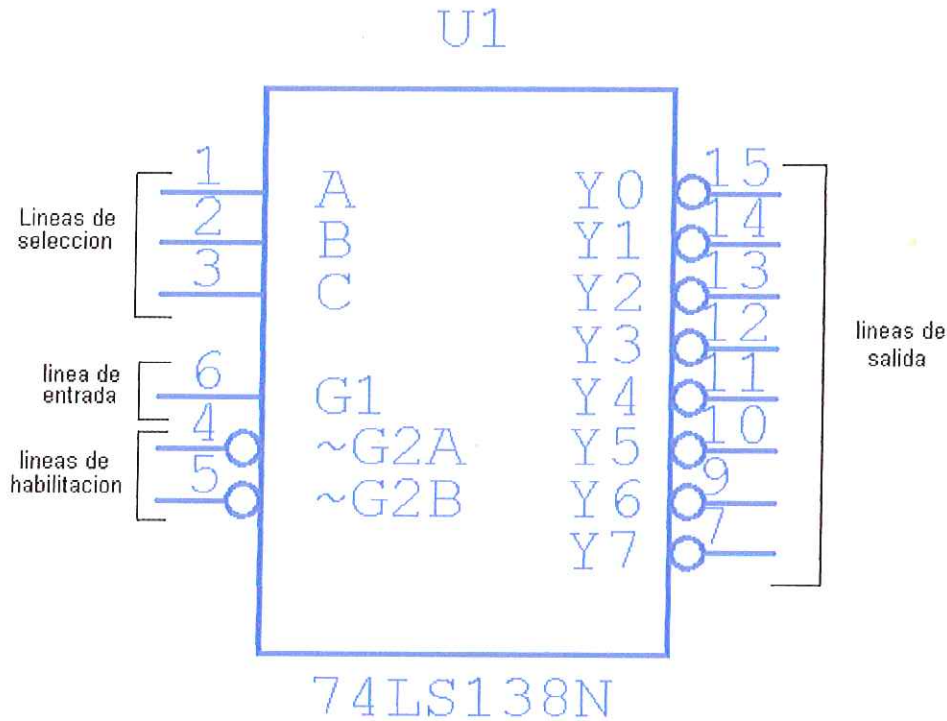 U1
1
A
Y0
15
2
B
Y1
14
3
C
Y2
13
Lineas de
seleccion
Y3
12
lineas de
salida
linea de
entrada
6
G1
Y4
11
4
~G2A
Y5
10
lineas de
habilitacion
5
~G2B
Y6
9
Y7
7
74LS138N